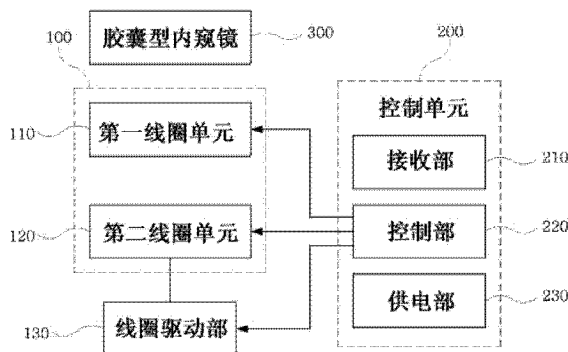 胶囊型内窥镜
300
200
100
控制单元
第一线圈单元
110
接收部
210
第二线圈单元
120
控制部
220
线圈驱动部
130
供电部
230